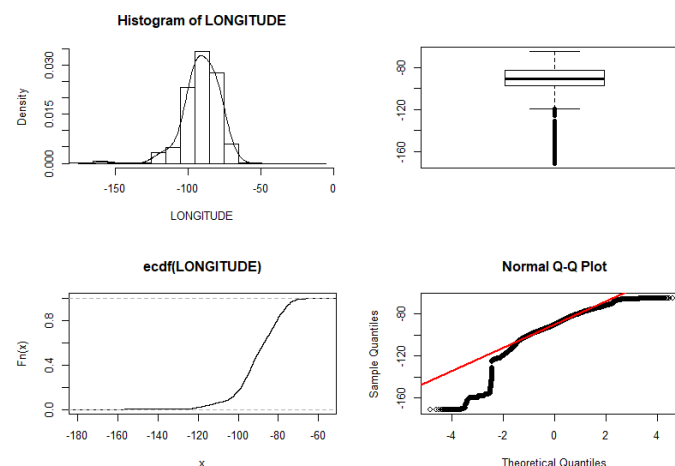 Histogram of LONGITUDE
Density
0.000 0.015 0.030
-150 -100 -50 0
LONGITUDE
-160 -120 -80
ecdf(LONGITUDE)
Fn(x)
0.0 0.4 0.8
-180 -160 -140 -120 -100 -80 -60
x
Normal Q-Q Plot
Sample Quantiles
-160 -120 -80
-4 -2 0 2 4
Theoretical Quantiles